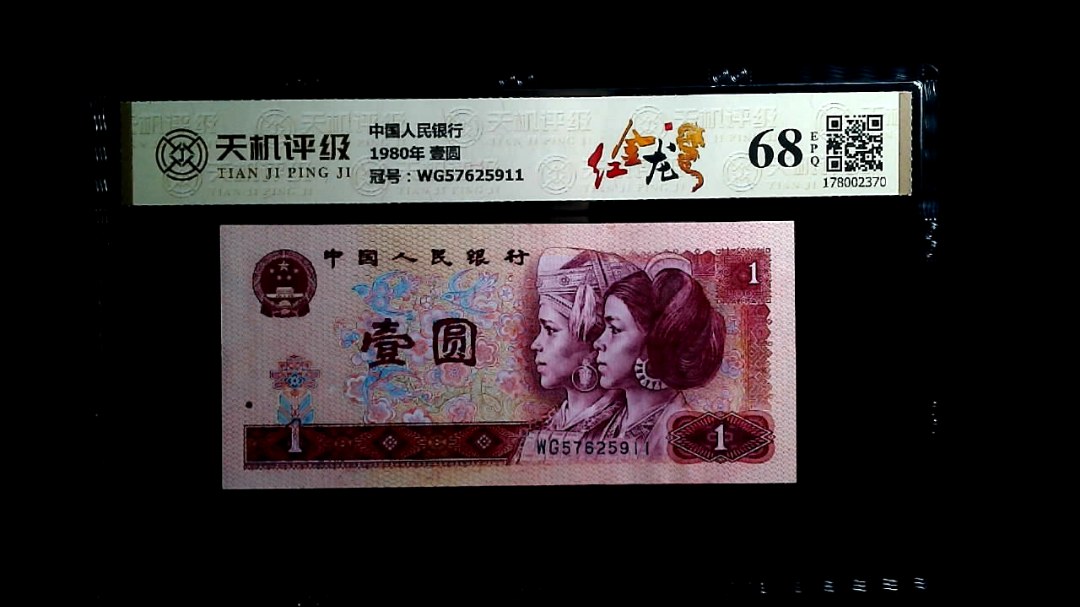 天机评级
TIAN JI PING JI
中国人民银行
1980年 壹圆
冠号：WG57625911
红金龙
68
EPQ
178002370
中国人民银行
1
壹圆
1
WG57625911
1